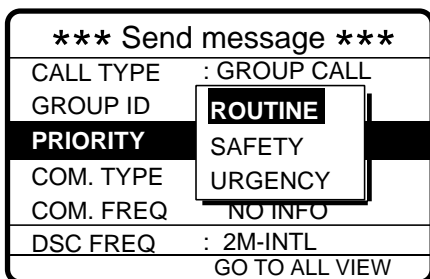 *** Send message ***
CALL TYPE : GROUP CALL
GROUP ID
ROUTINE
PRIORITY
SAFETY
COM. TYPE
URGENCY
COM. FREQ NO INFO
DSC FREQ : 2M-INTL
GO TO ALL VIEW